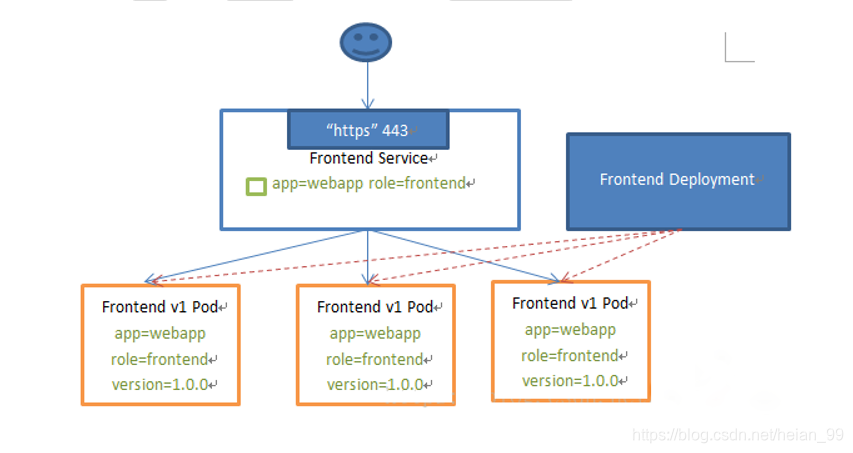 “https” 443
Frontend Service
app=webapp role=frontend
Frontend Deployment
Frontend v1 Pod
app=webapp
role=frontend
version=1.0.0
Frontend v1 Pod
app=webapp
role=frontend
version=1.0.0
Frontend v1 Pod
app=webapp
role=frontend
version=1.0.0
https://blog.csdn.net/heian_99